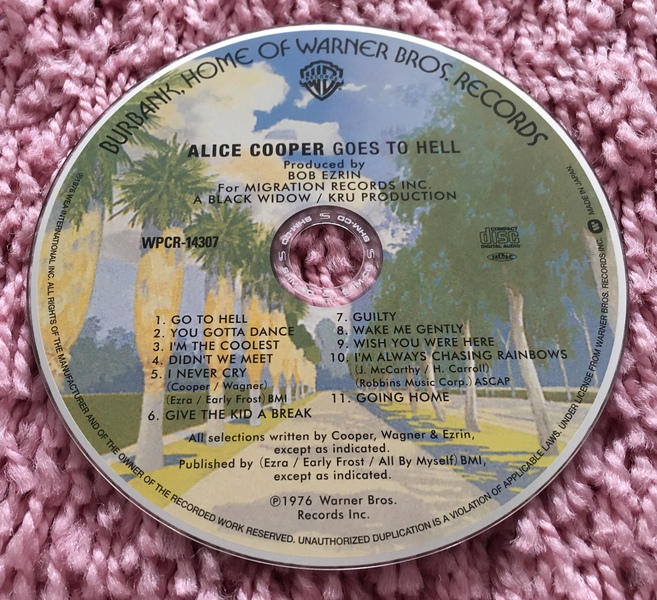 BURBANK, HOME OF WARNER BROS. RECORDS
ALICE COOPER GOES TO HELL
Produced by
BOB EZRIN
For MIGRATION RECORDS INC.
A BLACK WIDOW / KRU PRODUCTION
WPCR-14307
SHM-CD
COMPACT
disc
DIGITAL AUDIO
1. GO TO HELL
2. YOU GOTTA DANCE
3. I'M THE COOLEST
4. DIDN'T WE MEET
5. I NEVER CRY
(Cooper / Wagner)
(Ezra / Early Frost) BMI
6. GIVE THE KID A BREAK
7. GUILTY
8. WAKE ME GENTLY
9. WISH YOU WERE HERE
10. I'M ALWAYS CHASING RAINBOWS
(J. McCarthy / H. Carroll)
(Robbins Music Corp.) ASCAP
11. GOING HOME
All selections written by Cooper, Wagner & Ezrin,
except as indicated.
Published by (Ezra / Early Frost / All By Myself) BMI,
except as indicated.
℗1976 Warner Bros.
Records Inc.
℗1976 WEA INTERNATIONAL INC. ALL RIGHTS OF THE MANUFACTURER AND OF THE OWNER OF THE RECORDED WORK RESERVED. UNAUTHORIZED DUPLICATION IS A VIOLATION OF APPLICABLE LAWS. UNDER LICENSE FROM WARNER BROS. RECORDS INC.
MADE IN JAPAN.